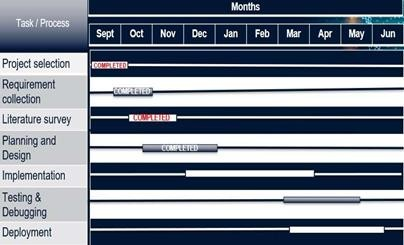 Months
Task / Process
Sept Oct Nov Dec Jan Feb Mar Apr May Jun
Project selection
COMPLETED
Requirement
collection
COMPLETED
Literature survey
COMPLETED
Planning and
Design
COMPLETED
Implementation
Testing &
Debugging
Deployment